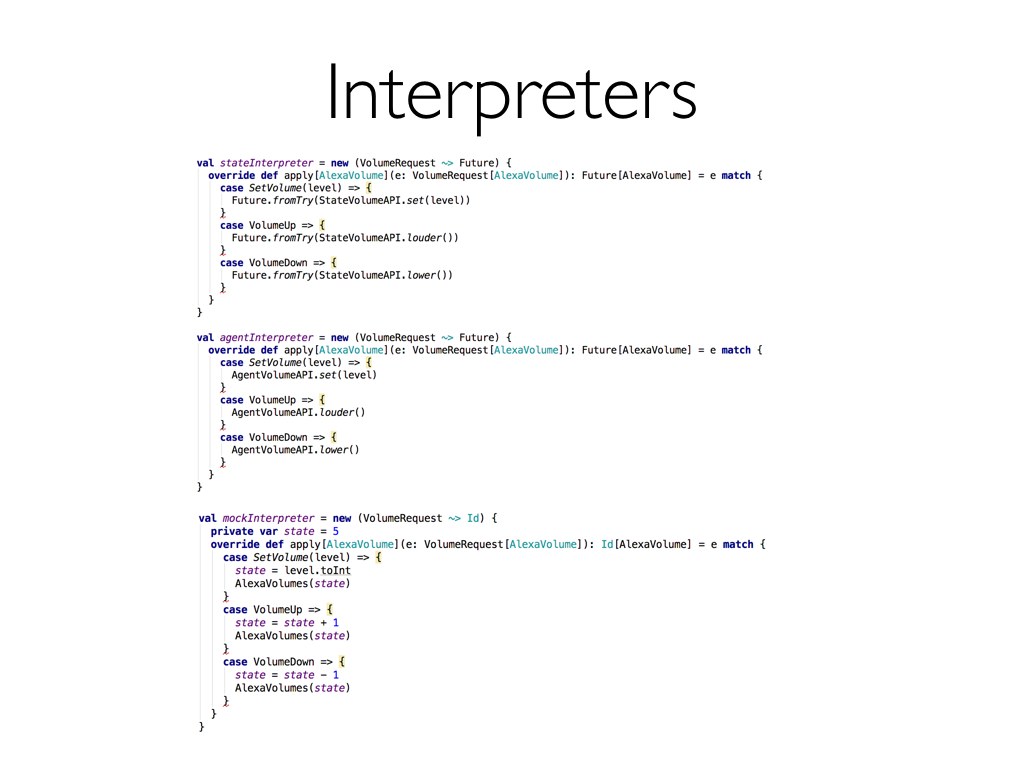 Interpreters
val stateInterpreter = new (VolumeRequest ~> Future) {
  override def apply[AlexaVolume](e: VolumeRequest[AlexaVolume]): Future[AlexaVolume] = e match {
    case SetVolume(level) => {
      Future.fromTry(StateVolumeAPI.set(level))
    }
    case VolumeUp => {
      Future.fromTry(StateVolumeAPI.louder())
    }
    case VolumeDown => {
      Future.fromTry(StateVolumeAPI.lower())
    }
  }
}
val agentInterpreter = new (VolumeRequest ~> Future) {
  override def apply[AlexaVolume](e: VolumeRequest[AlexaVolume]): Future[AlexaVolume] = e match {
    case SetVolume(level) => {
      AgentVolumeAPI.set(level)
    }
    case VolumeUp => {
      AgentVolumeAPI.louder()
    }
    case VolumeDown => {
      AgentVolumeAPI.lower()
    }
  }
}
val mockInterpreter = new (VolumeRequest ~> Id) {
  private var state = 5
  override def apply[AlexaVolume](e: VolumeRequest[AlexaVolume]): Id[AlexaVolume] = e match {
    case SetVolume(level) => {
      state = level.toInt
      AlexaVolumes(state)
    }
    case VolumeUp => {
      state = state + 1
      AlexaVolumes(state)
    }
    case VolumeDown => {
      state = state - 1
      AlexaVolumes(state)
    }
  }
}